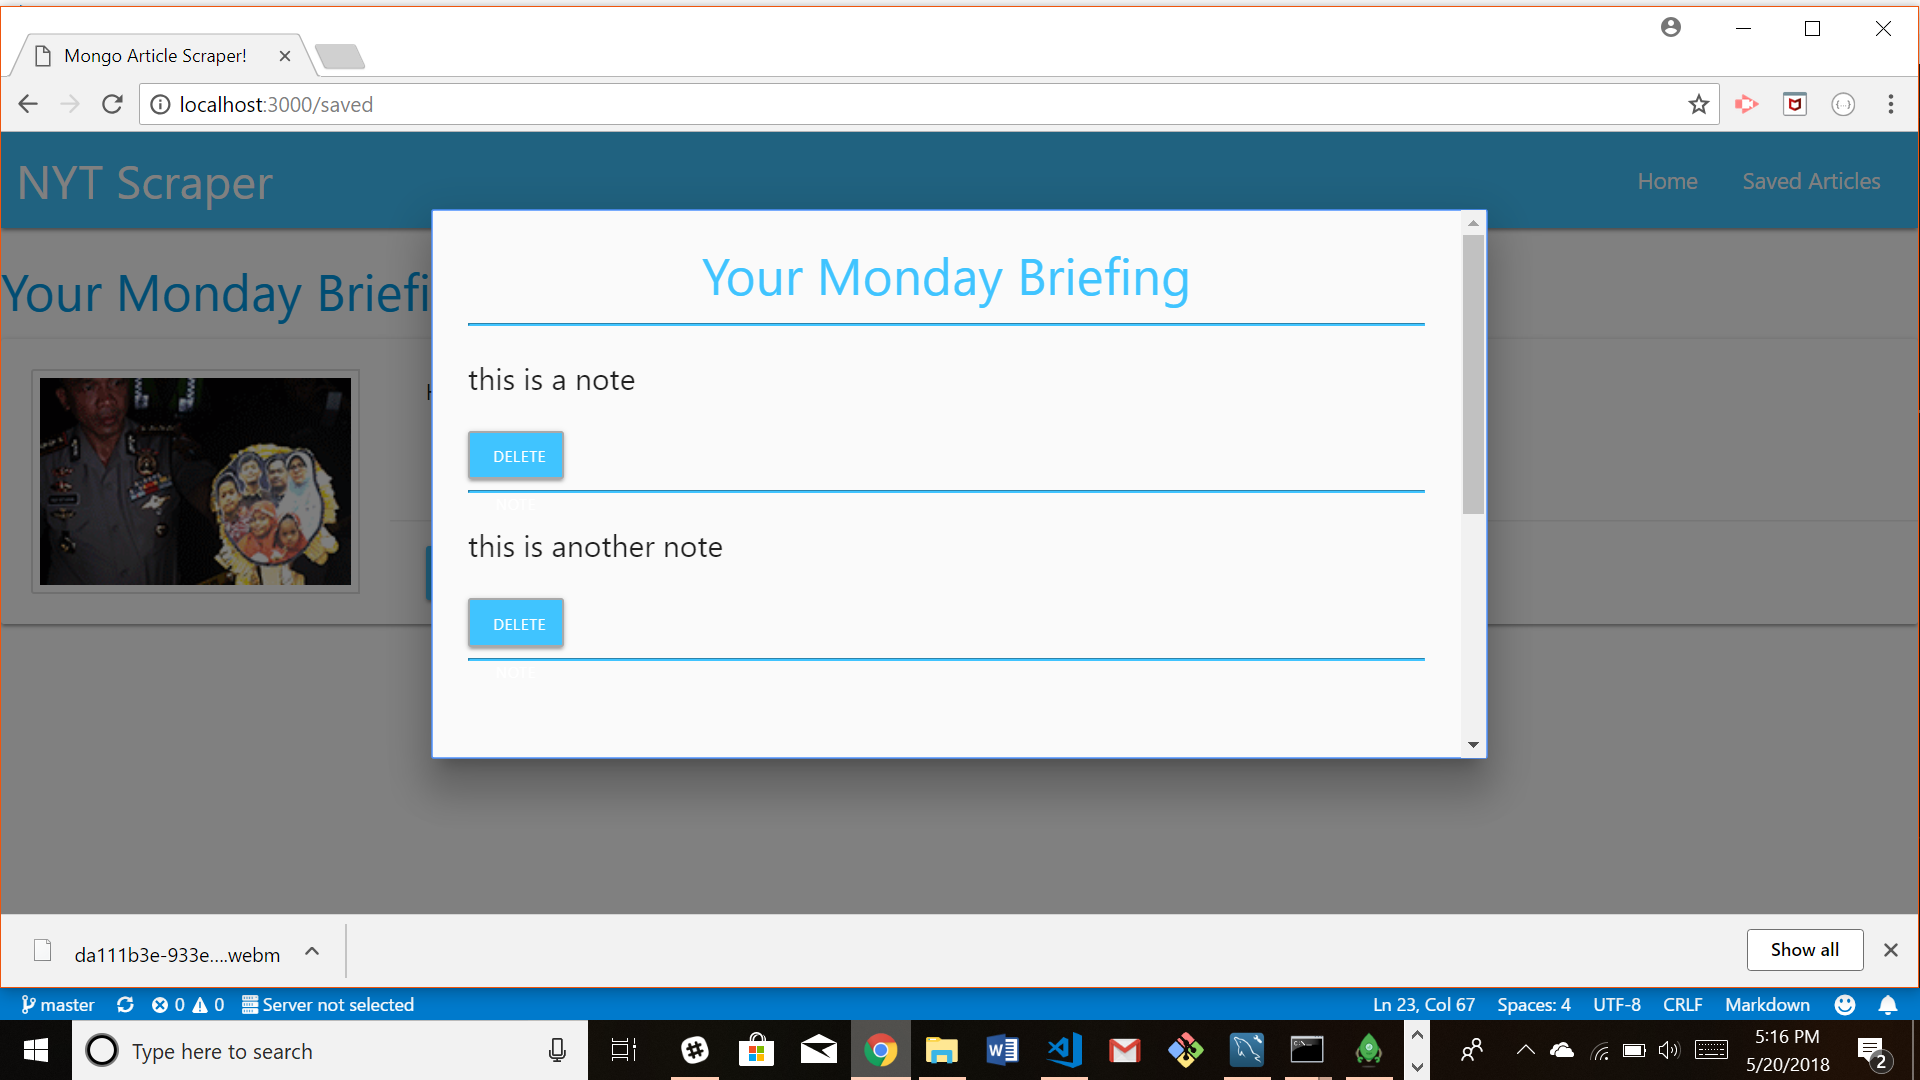 Mongo Article Scraper!
localhost:3000/saved
NYT Scraper
Home
Saved Articles
Your Monday Briefi
Your Monday Briefing
this is a note
DELETE
NOTE
this is another note
DELETE
NOTE
da111b3e-933e....webm
Show all
master
0
0
Server not selected
Ln 23, Col 67
Spaces: 4
UTF-8
CRLF
Markdown
Type here to search
5:16 PM
5/20/2018
2